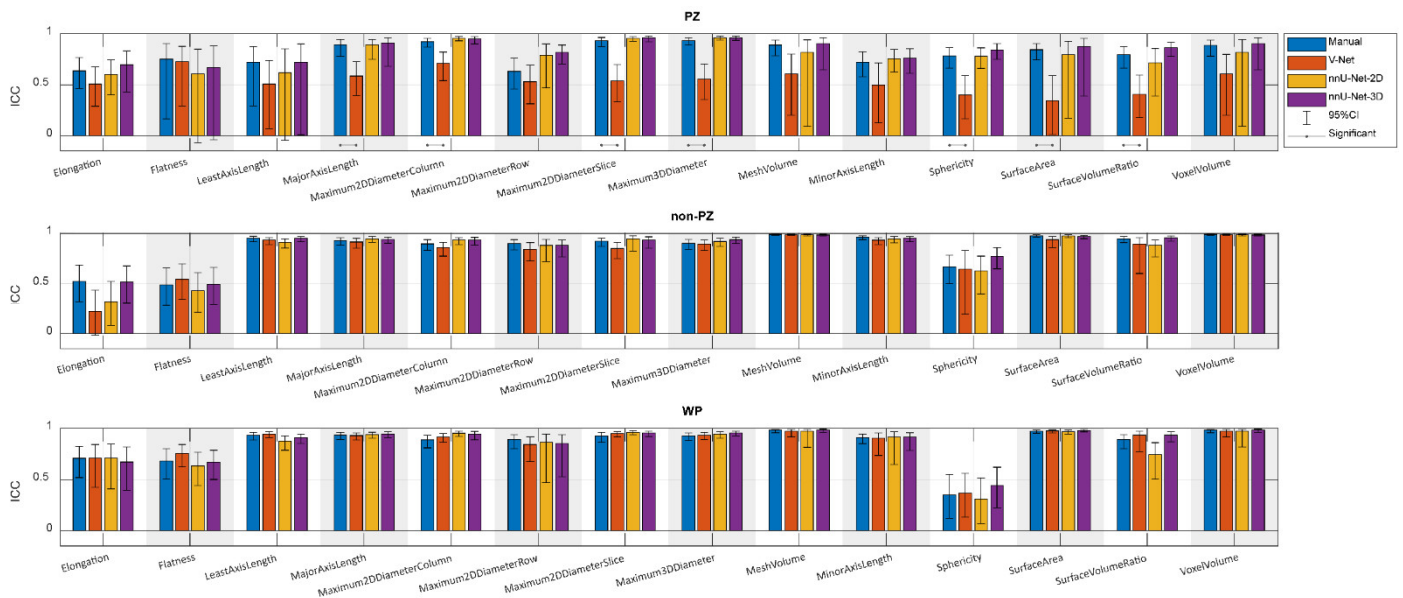 PZ
1
0.5
0
ICC
Elongation
Flatness
LeastAxisLength
MajorAxisLength
Maximum2DDiameterColumn
Maximum2DDiameterRow
Maximum2DDiameterSlice
Maximum3DDiameter
MeshVolume
MinorAxisLength
Sphericity
SurfaceArea
SurfaceVolumeRatio
VoxelVolume
Manual
V-Net
nnU-Net-2D
nnU-Net-3D
95%CI
Significant
non-PZ
1
0.5
0
ICC
Elongation
Flatness
LeastAxisLength
MajorAxisLength
Maximum2DDiameterColumn
Maximum2DDiameterRow
Maximum2DDiameterSlice
Maximum3DDiameter
MeshVolume
MinorAxisLength
Sphericity
SurfaceArea
SurfaceVolumeRatio
VoxelVolume
WP
1
0.5
0
ICC
Elongation
Flatness
LeastAxisLength
MajorAxisLength
Maximum2DDiameterColumn
Maximum2DDiameterRow
Maximum2DDiameterSlice
Maximum3DDiameter
MeshVolume
MinorAxisLength
Sphericity
SurfaceArea
SurfaceVolumeRatio
VoxelVolume